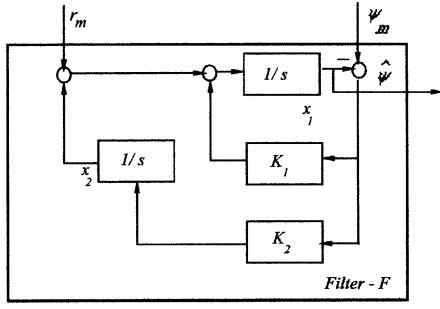 r_m
ψ_m
1/s
−
ψ̂
x_1
1/s
x_2
K_1
K_2
Filter - F